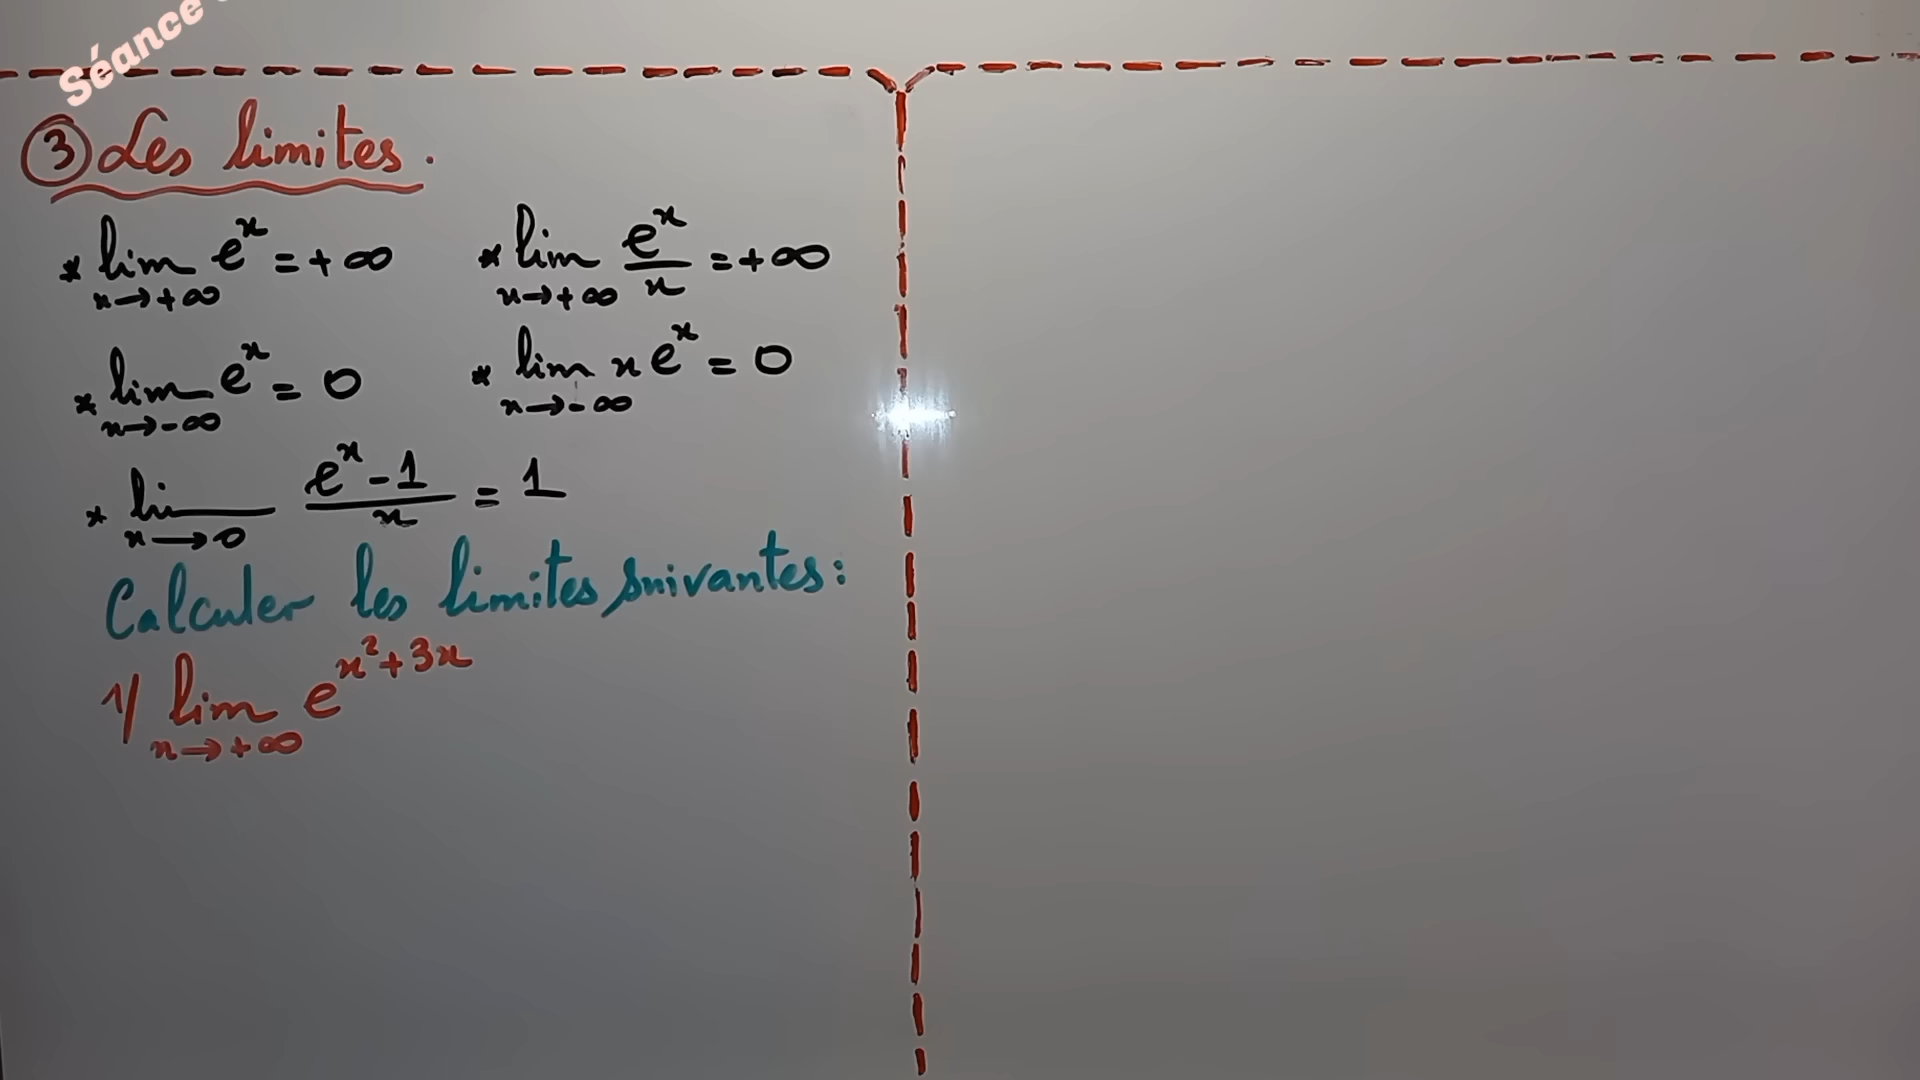 Séance
③ Les limites.
* lim x→+∞ e^x = +∞
* lim x→+∞ e^x/x = +∞
* lim x→-∞ e^x = 0
* lim x→-∞ x e^x = 0
* lim x→0 (e^x - 1)/x = 1
Calculer les limites suivantes:
1/ lim x→+∞ e^(x²+3x)